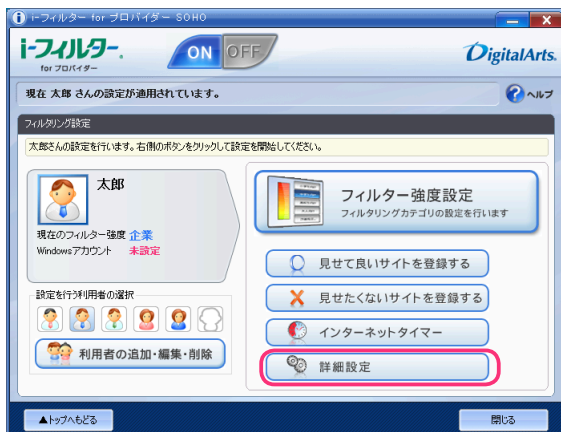 i-フィルター for プロバイダー SOHO
i-フィルター.
for プロバイダー
ON OFF
DigitalArts.
現在 太郎 さんの設定が適用されています。
ヘルプ
フィルタリング設定
太郎さんの設定を行います。右側のボタンをクリックして設定を開始してください。
太郎
現在のフィルター強度 企業
Windowsアカウント 未設定
設定を行う利用者の選択
利用者の追加・編集・削除
フィルター強度設定
フィルタリングカテゴリの設定を行います
見せて良いサイトを登録する
見せたくないサイトを登録する
インターネットタイマー
詳細設定
▲トップへもどる
閉じる